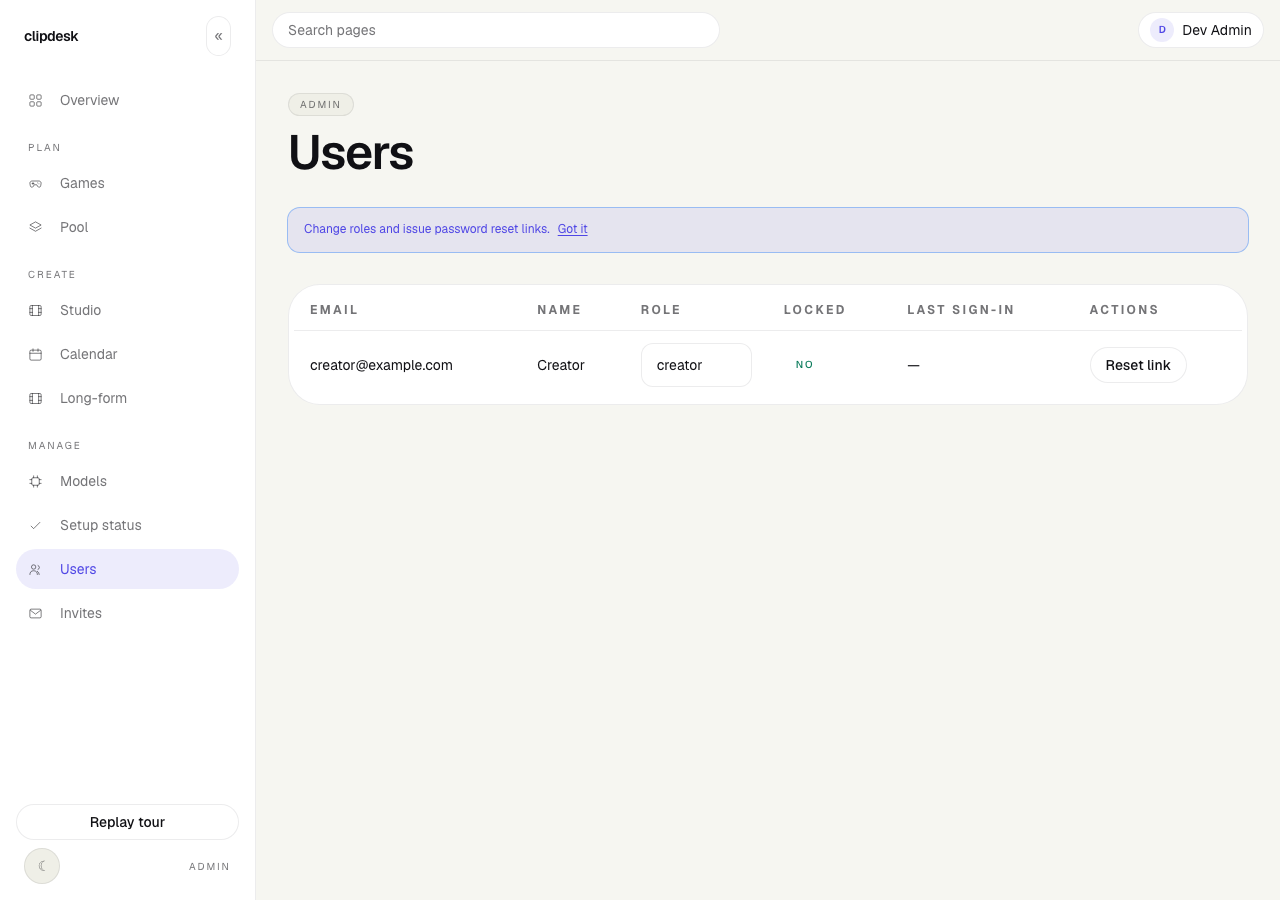 clipdesk
«
Search pages
D
Dev Admin
Overview
PLAN
Games
Pool
CREATE
Studio
Calendar
Long-form
MANAGE
Models
Setup status
Users
Invites
Replay tour
ADMIN
ADMIN
Users
Change roles and issue password reset links. Got it
EMAIL NAME ROLE LOCKED LAST SIGN-IN ACTIONS
creator@example.com Creator creator NO — Reset link